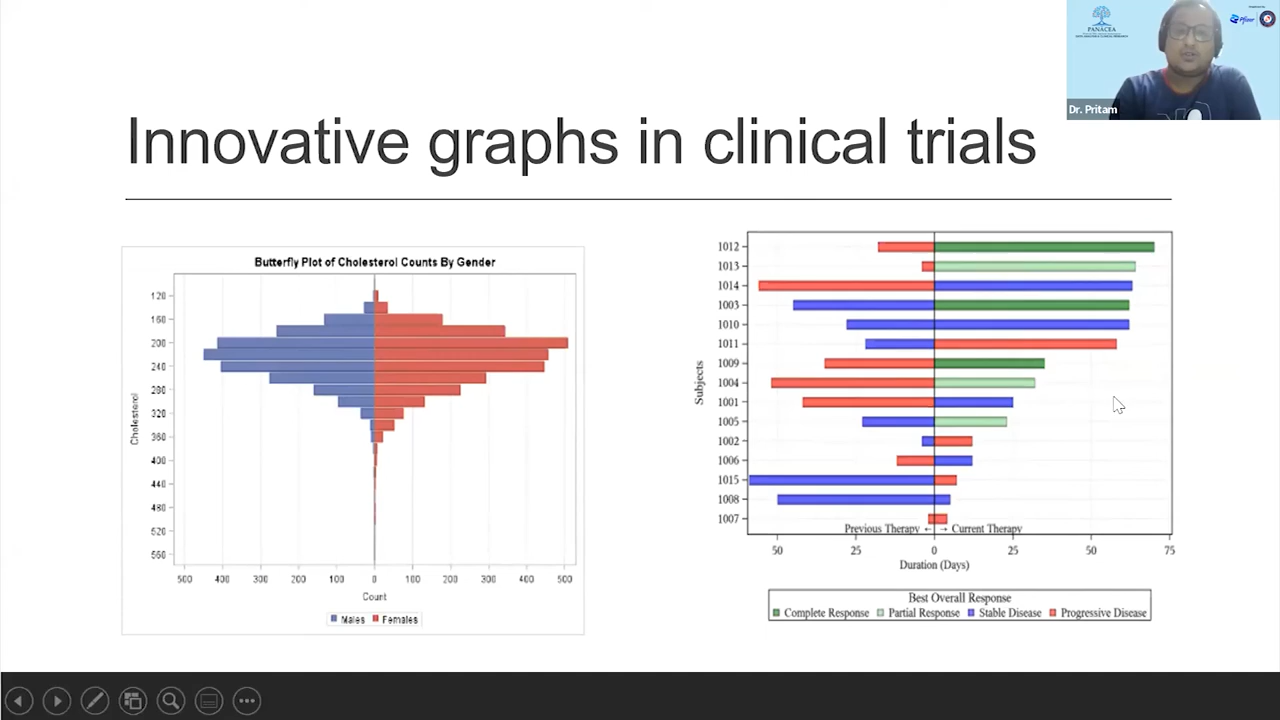 PANACEA
Pfizer
Dr. Pritam
Innovative graphs in clinical trials
Butterfly Plot of Cholesterol Counts By Gender
120
160
200
240
280
320
360
400
440
480
520
560
Cholesterol
500 400 300 200 100 0 100 200 300 400 500
Count
Males Females
1012
1013
1014
1003
1010
1011
1009
1004
1001
1005
1002
1006
1015
1008
1007
Subjects
Previous Therapy ← → Current Therapy
50 25 0 25 50 75
Duration (Days)
Best Overall Response
Complete Response Partial Response Stable Disease Progressive Disease